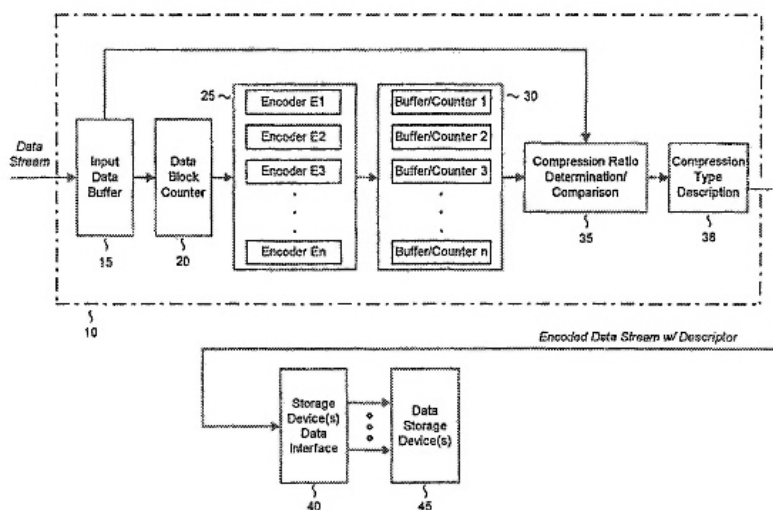 25
Encoder E1
Encoder E2
Encoder E3
Encoder En
Buffer/Counter 1
30
Buffer/Counter 2
Buffer/Counter 3
Buffer/Counter n
Data
Stream
Input
Data
Buffer
15
Data
Block
Counter
20
Compression Ratio
Determination/
Comparison
35
Compression
Type
Description
38
10
Encoded Data Stream w/ Descriptor
Storage
Device(s)
Data
Interface
40
Data
Storage
Device(s)
45